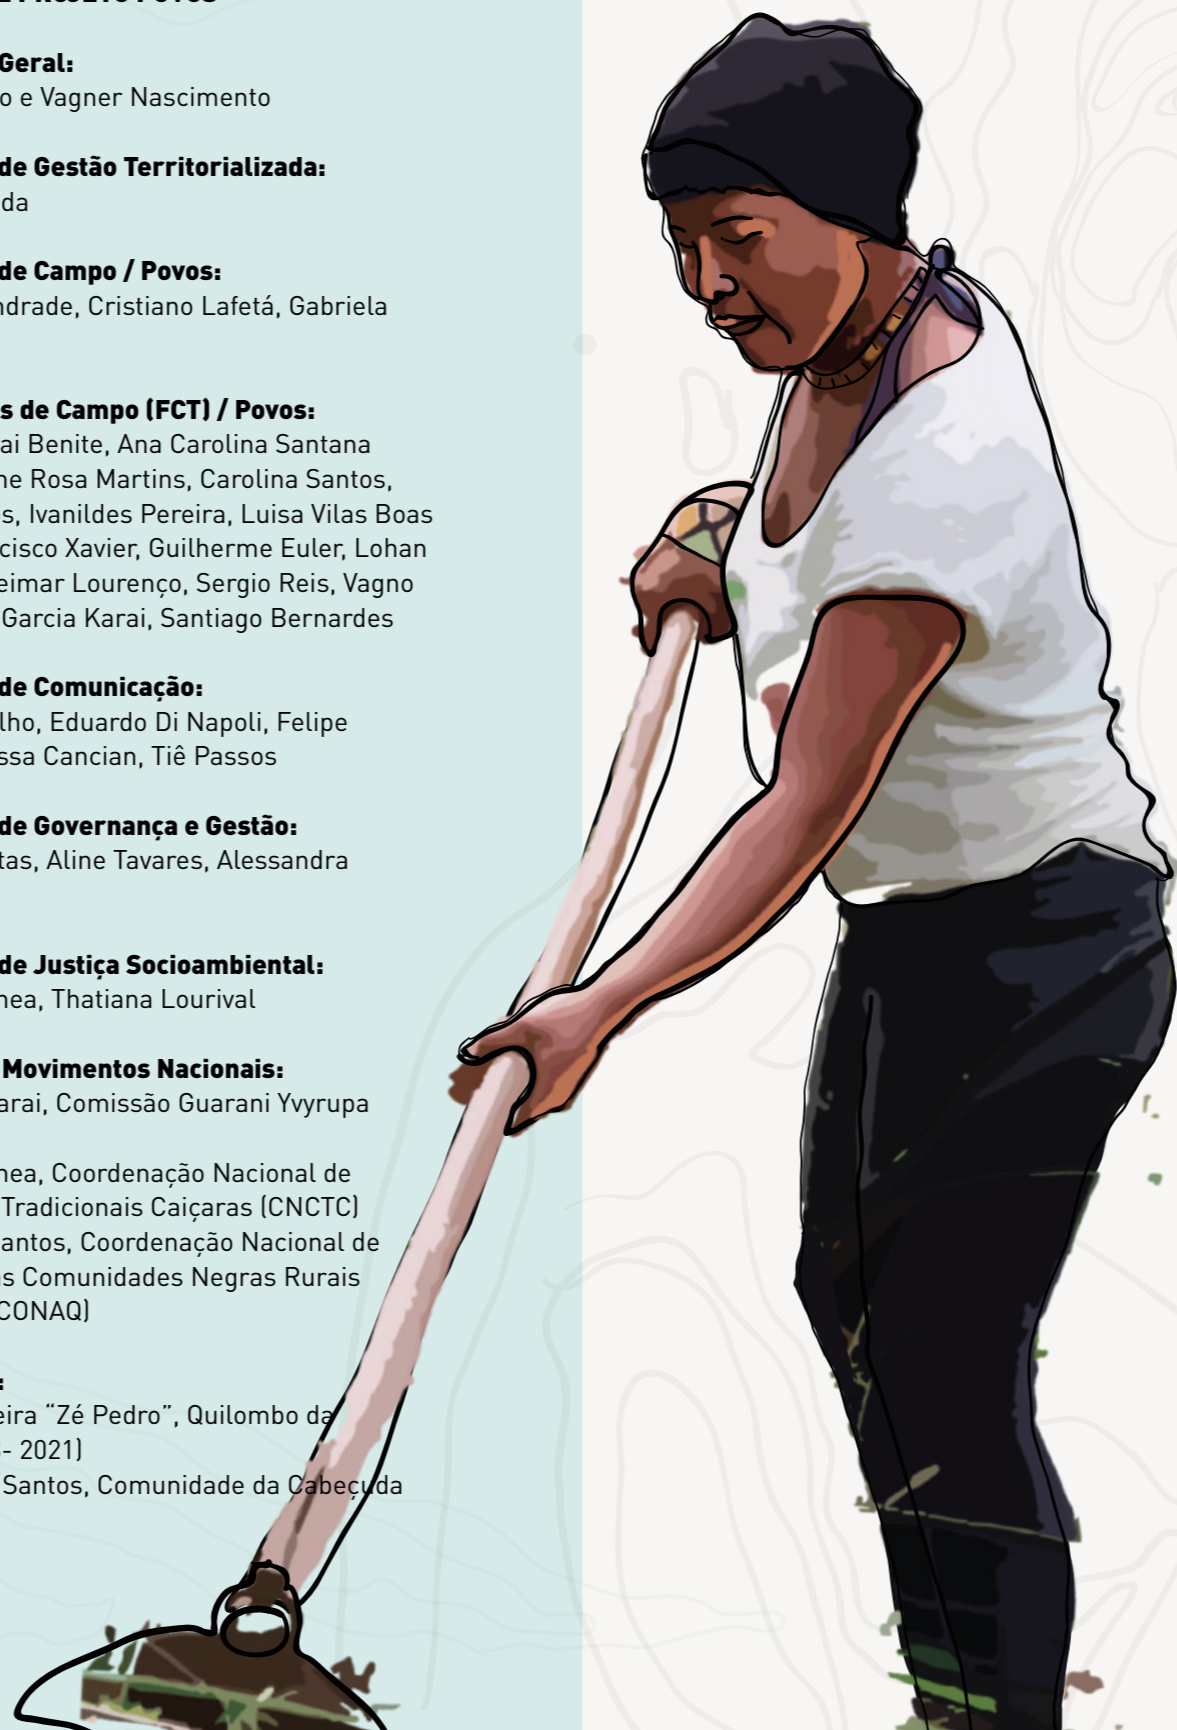 PROJETO POVOS
Geral:
o e Vagner Nascimento
de Gestão Territorializada:
da
de Campo / Povos:
ndrade, Cristiano Lafetá, Gabriela
s de Campo (FCT) / Povos:
ai Benite, Ana Carolina Santana
ne Rosa Martins, Carolina Santos,
s, Ivanildes Pereira, Luisa Vilas Boas
cisco Xavier, Guilherme Euler, Lohan
eimar Lourenço, Sergio Reis, Vagno
Garcia Karai, Santiago Bernardes
de Comunicação:
lho, Eduardo Di Napoli, Felipe
ssa Cancian, Tiê Passos
de Governança e Gestão:
tas, Aline Tavares, Alessandra
de Justiça Socioambiental:
nea, Thatiana Lourival
Movimentos Nacionais:
arai, Comissão Guarani Yvyrupa
nea, Coordenação Nacional de
Tradicionais Caiçaras (CNCTC)
antos, Coordenação Nacional de
as Comunidades Negras Rurais
CONAQ)
:
eira “Zé Pedro”, Quilombo da
- 2021)
Santos, Comunidade da Cabeçuda